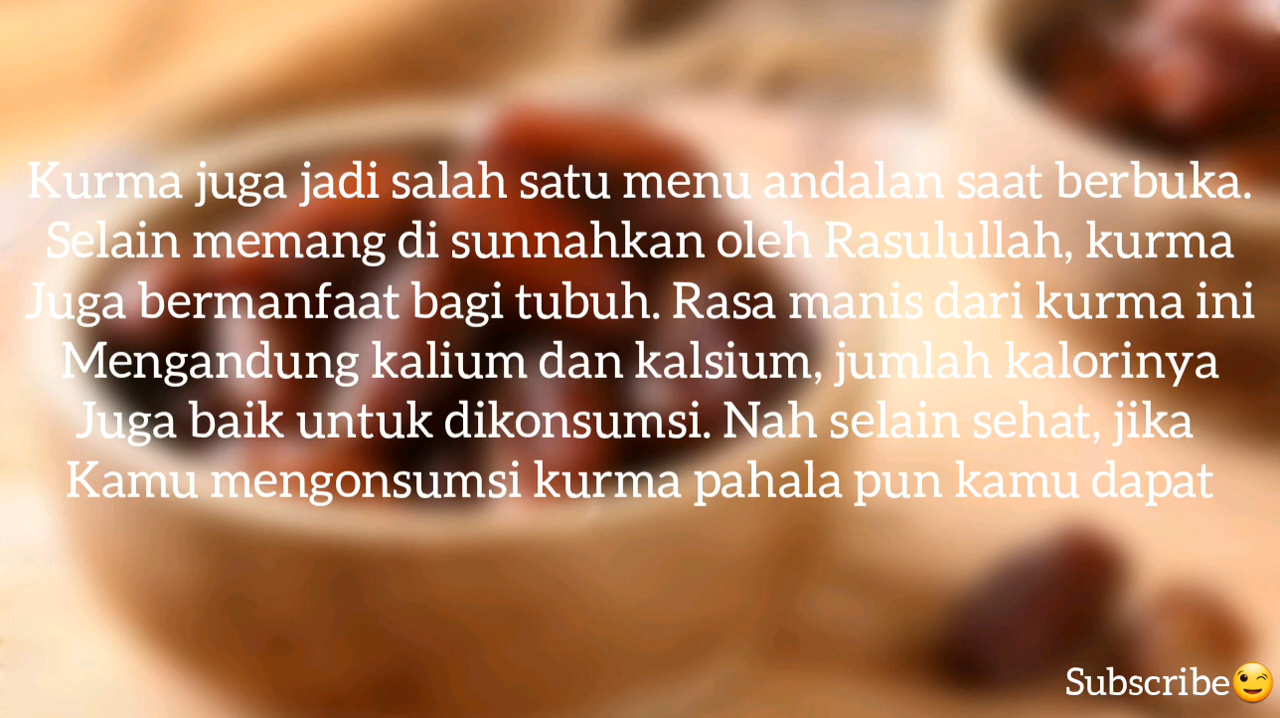 Kurma juga jadi salah satu menu andalan saat berbuka.
Selain memang di sunnahkan oleh Rasulullah, kurma
Juga bermanfaat bagi tubuh. Rasa manis dari kurma ini
Mengandung kalium dan kalsium, jumlah kalorinya
Juga baik untuk dikonsumsi. Nah selain sehat, jika
Kamu mengonsumsi kurma pahala pun kamu dapat
Subscribe😉